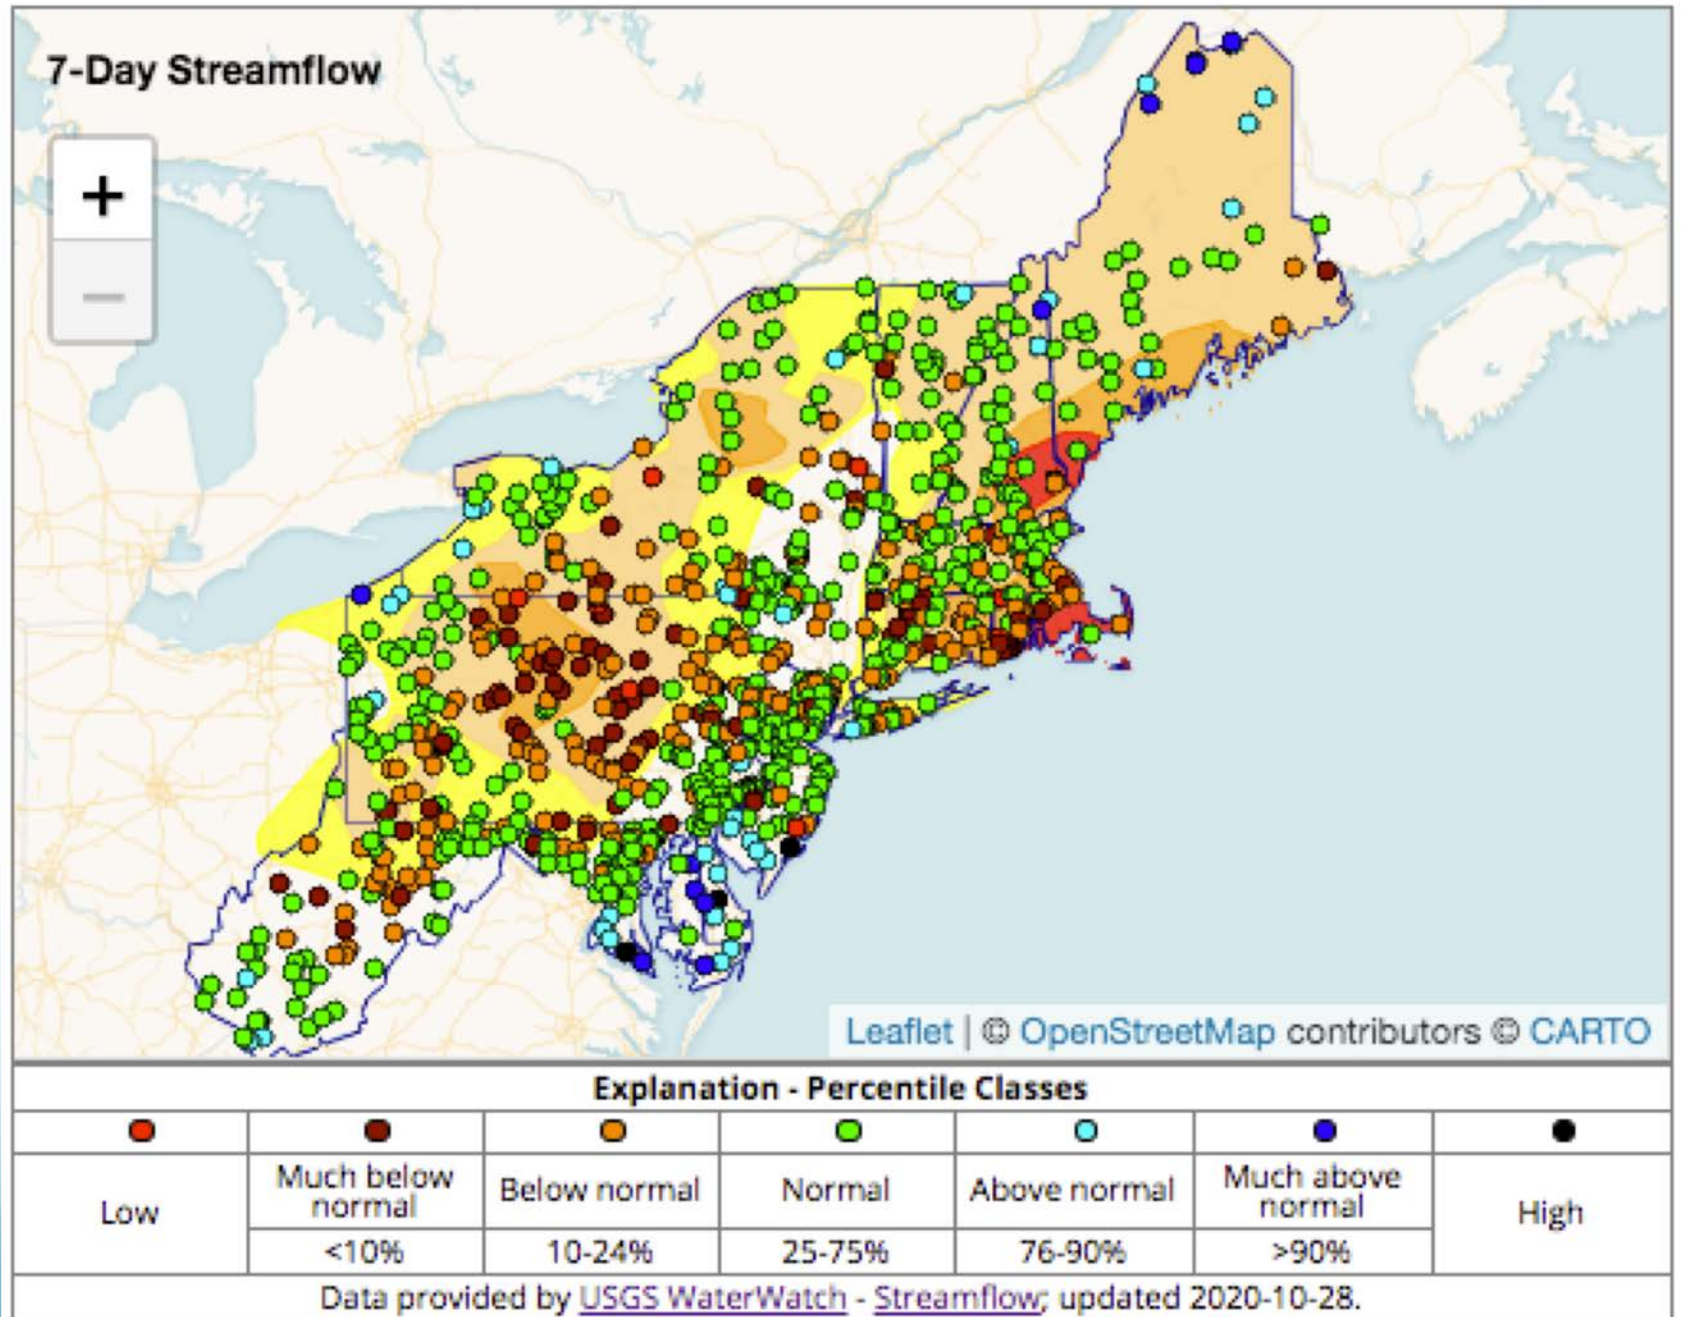 7-Day Streamflow
+
−
Leaflet | © OpenStreetMap contributors © CARTO
Explanation - Percentile Classes
Low
Much below normal
Below normal
Normal
Above normal
Much above normal
High
<10%
10-24%
25-75%
76-90%
>90%
Data provided by USGS WaterWatch - Streamflow; updated 2020-10-28.